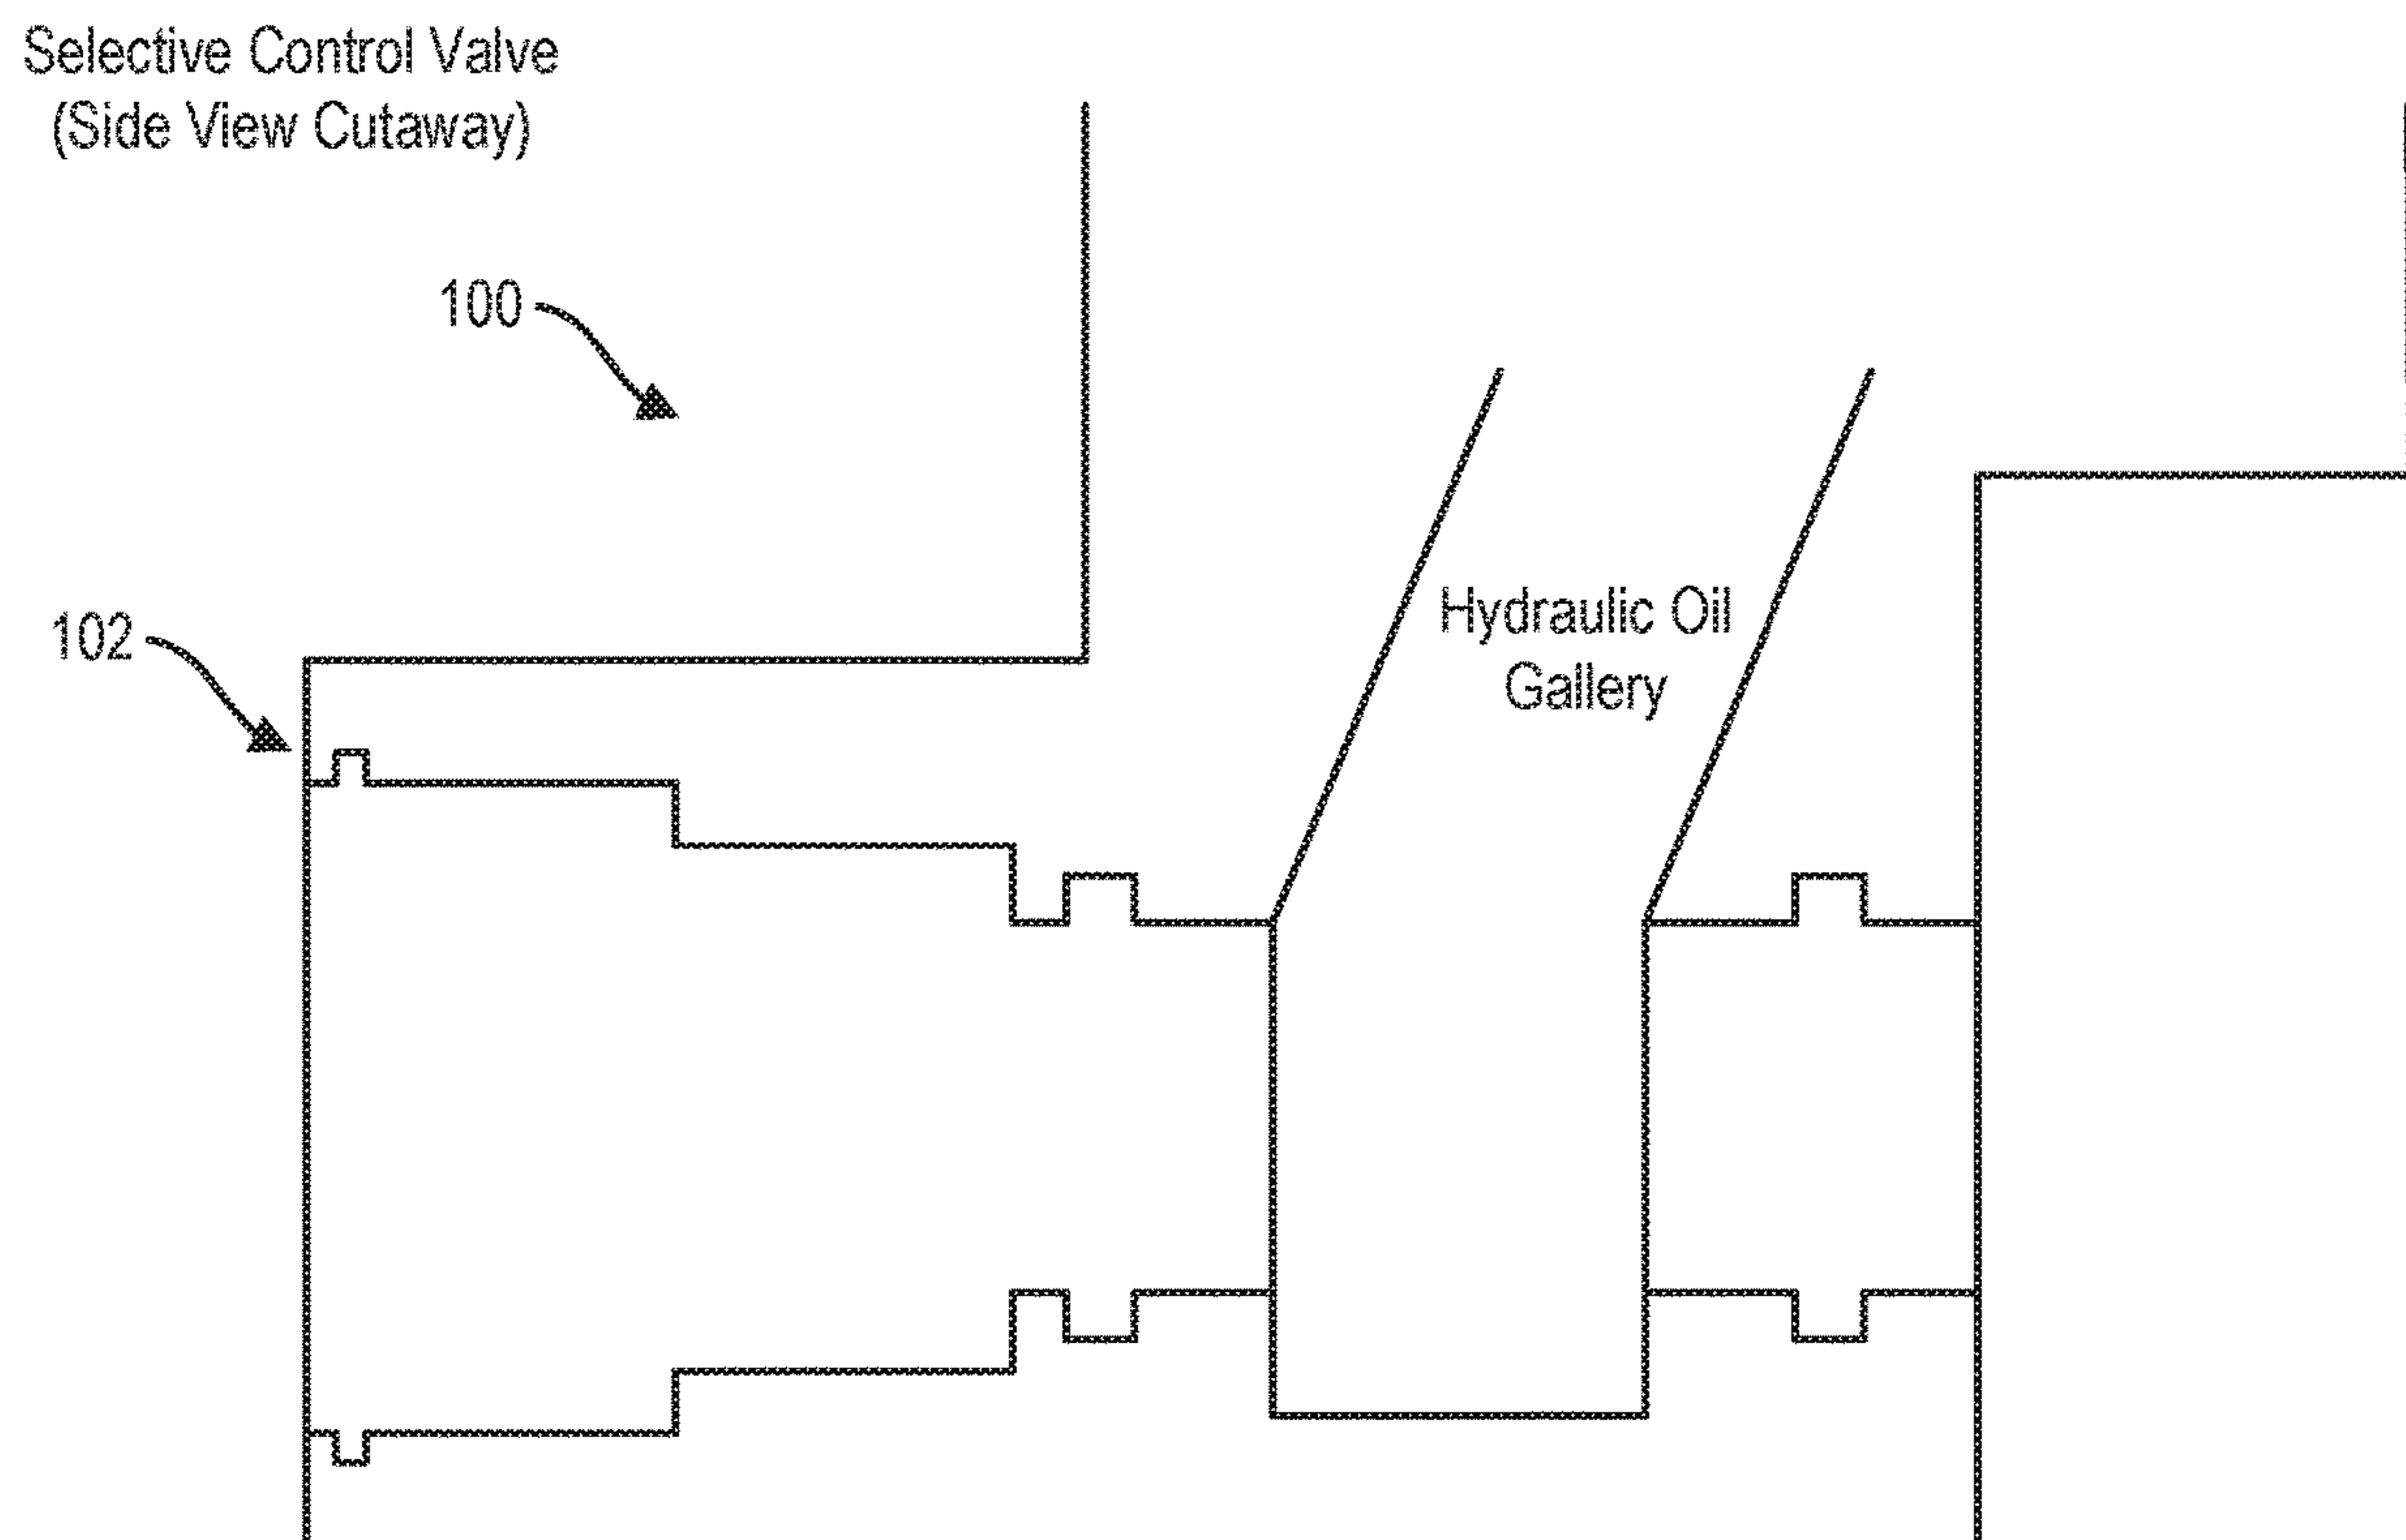 Selective Control Valve
(Side View Cutaway)
100
102
Hydraulic Oil
Gallery